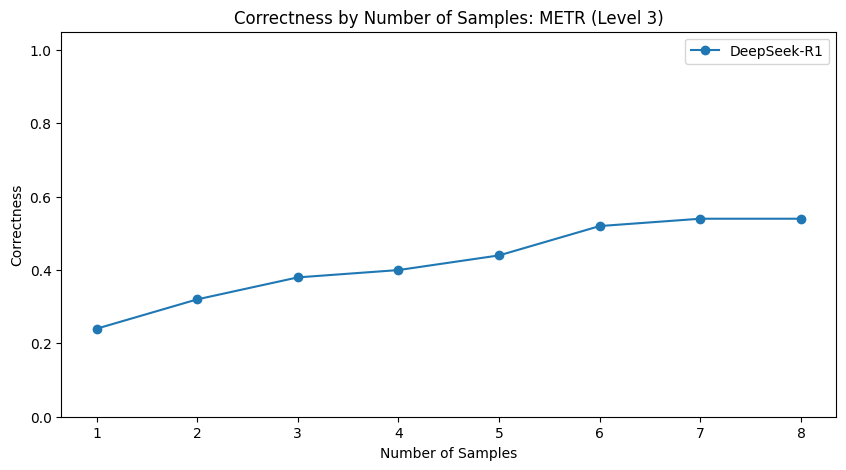 Correctness by Number of Samples: METR (Level 3)
DeepSeek-R1
1.0
0.8
0.6
0.4
0.2
0.0
Correctness
1 2 3 4 5 6 7 8
Number of Samples